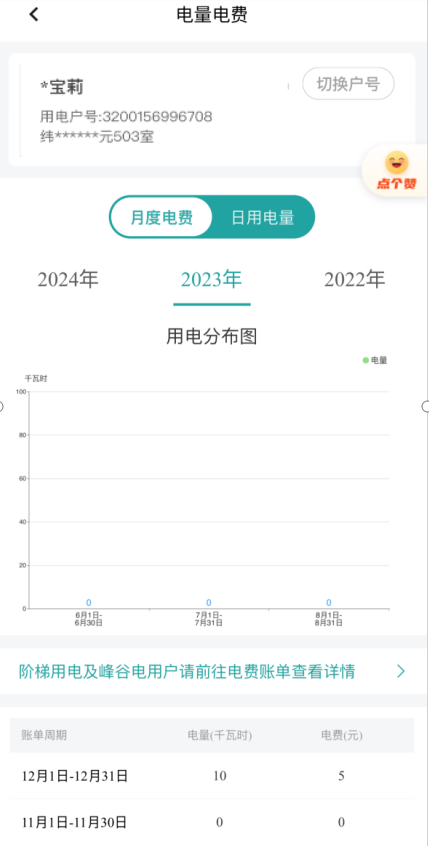 电量电费
*宝莉
切换户号
用电户号:3200156996708
纬******元503室
点个赞
月度电费
日用电量
2024年
2023年
2022年
用电分布图
电量
千瓦时
100
80
60
40
20
0
0
0
0
6月1日-
6月30日
7月1日-
7月31日
8月1日-
8月31日
阶梯用电及峰谷电用户请前往电费账单查看详情
账单周期 电量(千瓦时) 电费(元)
12月1日-12月31日 10 5
11月1日-11月30日 0 0